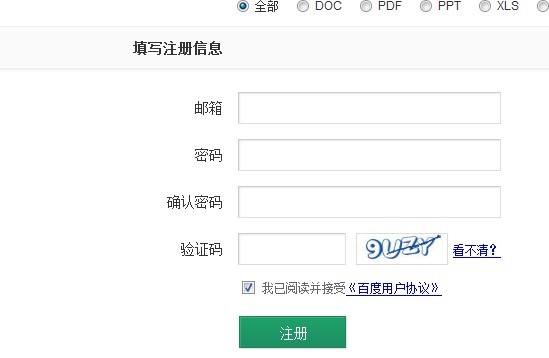 全部 DOC PDF PPT XLS
填写注册信息
邮箱
密码
确认密码
验证码 9UZY 看不清?
我已阅读并接受《百度用户协议》
注册